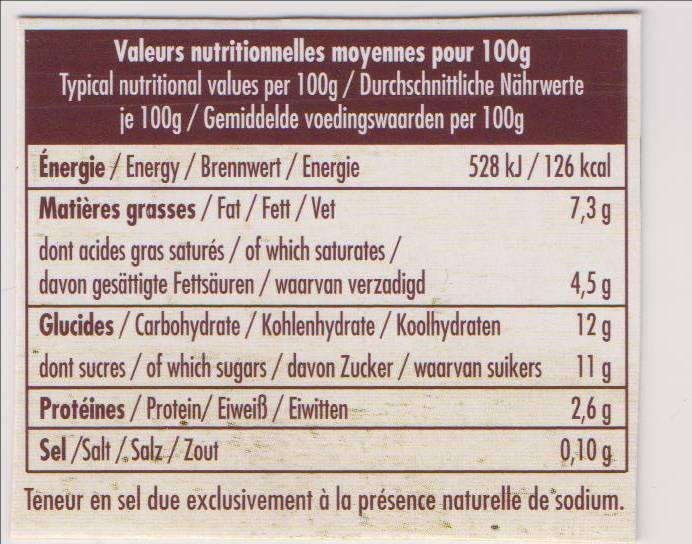 Valeurs nutritionnelles moyennes pour 100g
Typical nutritional values per 100g / Durchschnittliche Nährwerte
je 100g / Gemiddelde voedingswaarden per 100g
Énergie / Energy / Brennwert / Energie 528 kJ / 126 kcal
Matières grasses / Fat / Fett / Vet 7,3 g
dont acides gras saturés / of which saturates /
davon gesättigte Fettsäuren / waarvan verzadigd 4,5 g
Glucides / Carbohydrate / Kohlenhydrate / Koolhydraten 12 g
dont sucres / of which sugars / davon Zucker / waarvan suikers 11 g
Protéines / Protein/ Eiweiß / Eiwitten 2,6 g
Sel /Salt / Salz / Zout 0,10 g
Teneur en sel due exclusivement à la présence naturelle de sodium.